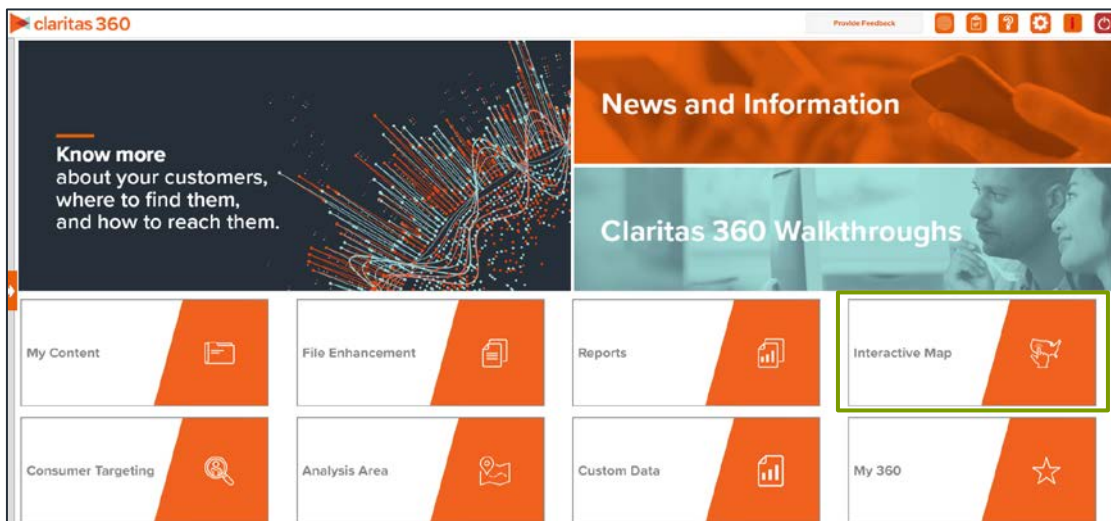 claritas 360
Provide Feedback
Know more
about your customers,
where to find them,
and how to reach them.
News and Information
Claritas 360 Walkthroughs
My Content
File Enhancement
Reports
Interactive Map
Consumer Targeting
Analysis Area
Custom Data
My 360